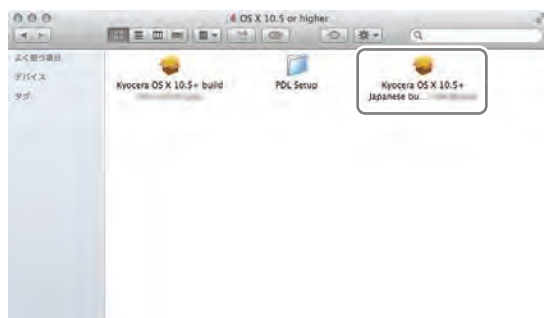 OS X 10.5 or higher
よく使う項目
デバイス
タグ
Kyocera OS X 10.5+ build
PDL Setup
Kyocera OS X 10.5+
Japanese bu...